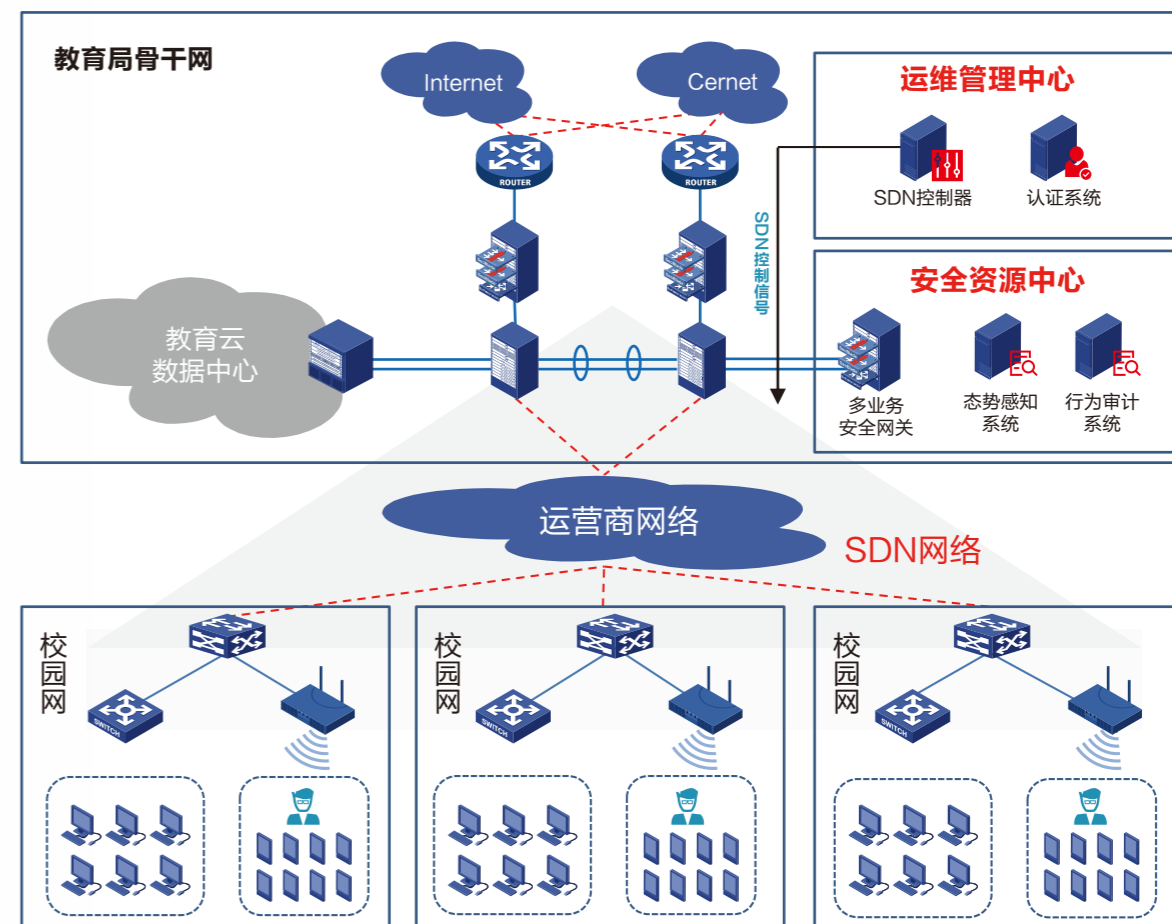 教育局骨干网
Internet
Cernet
运维管理中心
ROUTER
ROUTER
SDN控制器
认证系统
SDN控制信号
安全资源中心
教育云
数据中心
多业务
安全网关
态势感知
系统
行为审计
系统
运营商网络
SDN网络
校园网
SWITCH
校园网
SWITCH
校园网
SWITCH